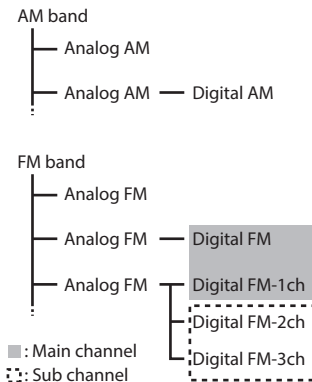 AM band
Analog AM
Analog AM Digital AM
FM band
Analog FM
Analog FM Digital FM
Analog FM Digital FM-1ch
Digital FM-2ch
Digital FM-3ch
: Main channel
: Sub channel